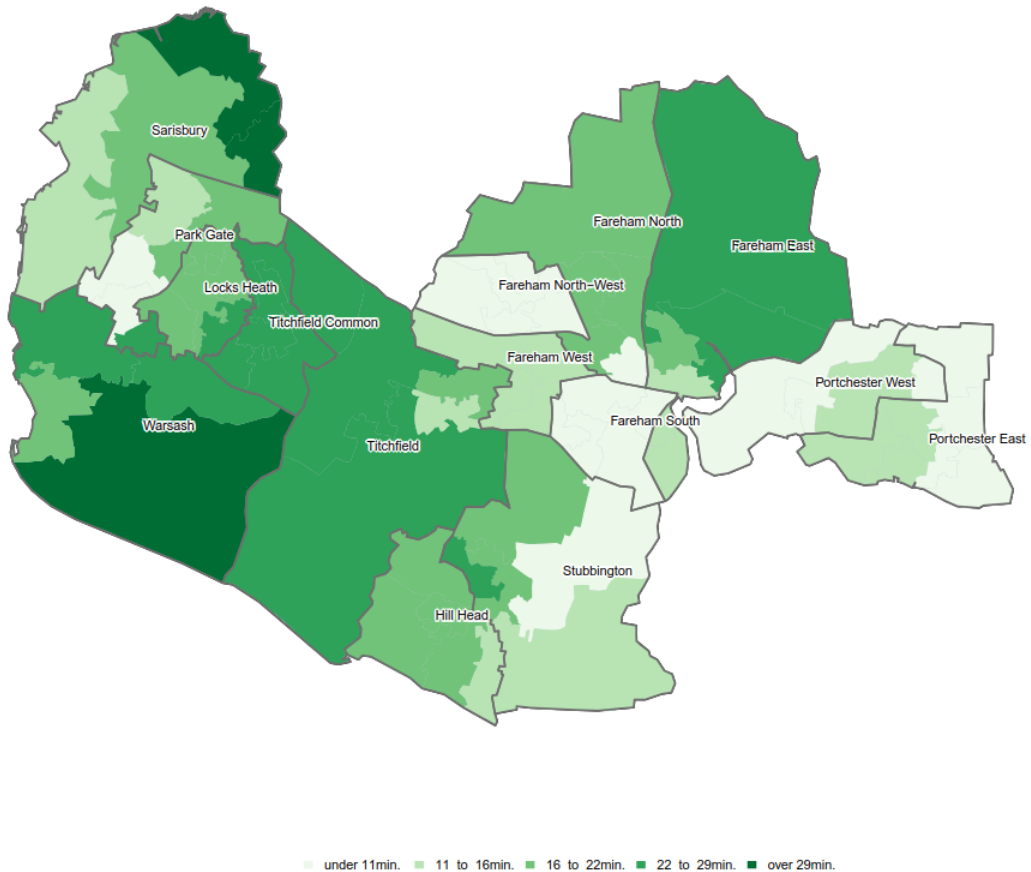 Sarisbury
Fareham North
Park Gate
Fareham East
Locks Heath
Fareham North-West
Titchfield Common
Fareham West
Portchester West
Warsash
Fareham South
Titchfield
Portchester East
Stubbington
Hill Head
under 11min. 11 to 16min. 16 to 22min. 22 to 29min. over 29min.